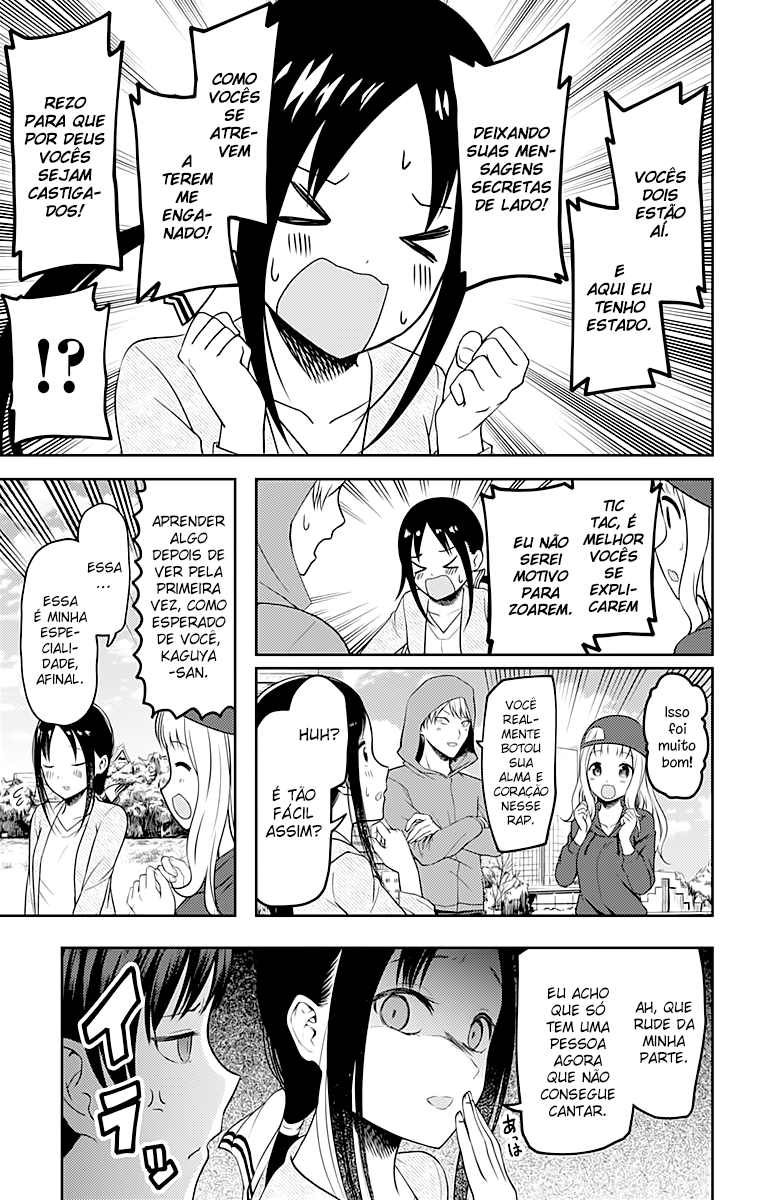 VOCÊS
DOIS
ESTÃO
AÍ.
E
AQUI EU
TENHO
ESTADO.
DEIXANDO
SUAS MEN-
SAGENS
SECRETAS
DE LADO!
COMO
VOCÊS
SE
ATRE-
VEM
A
TEREM
ME
ENGA-
NADO!
REZO
PARA QUE
POR DEUS
VOCÊS
SEJAM
CASTIGA-
DOS!
!?
TIC
TAC, É
MELHOR
VOCÊS
SE
EXPLI-
CAREM
EU NÃO
SEREI
MOTIVO
PARA
ZOAREM.
Isso
foi
muito
bom!
VOCÊ
REAL-
MENTE
BOTOU
SUA
ALMA E
CORAÇÃO
NESSE
RAP.
HUH?
É TÃO
FÁCIL
ASSIM?
APRENDER
ALGO
DEPOIS DE
VER PELA
PRIMEIRA
VEZ, COMO
ESPERADO
DE VOCÊ,
KAGUYA
-SAN.
ESSA
...
ESSA
É MINHA
ESPE-
CIALI-
DADE,
AFINAL.
AH, QUE
RUDE DA
MINHA
PARTE.
EU ACHO
QUE SÓ
TEM UMA
PESSOA
AGORA
QUE NÃO
CONSEGUE
CANTAR.
あっは
イラッ